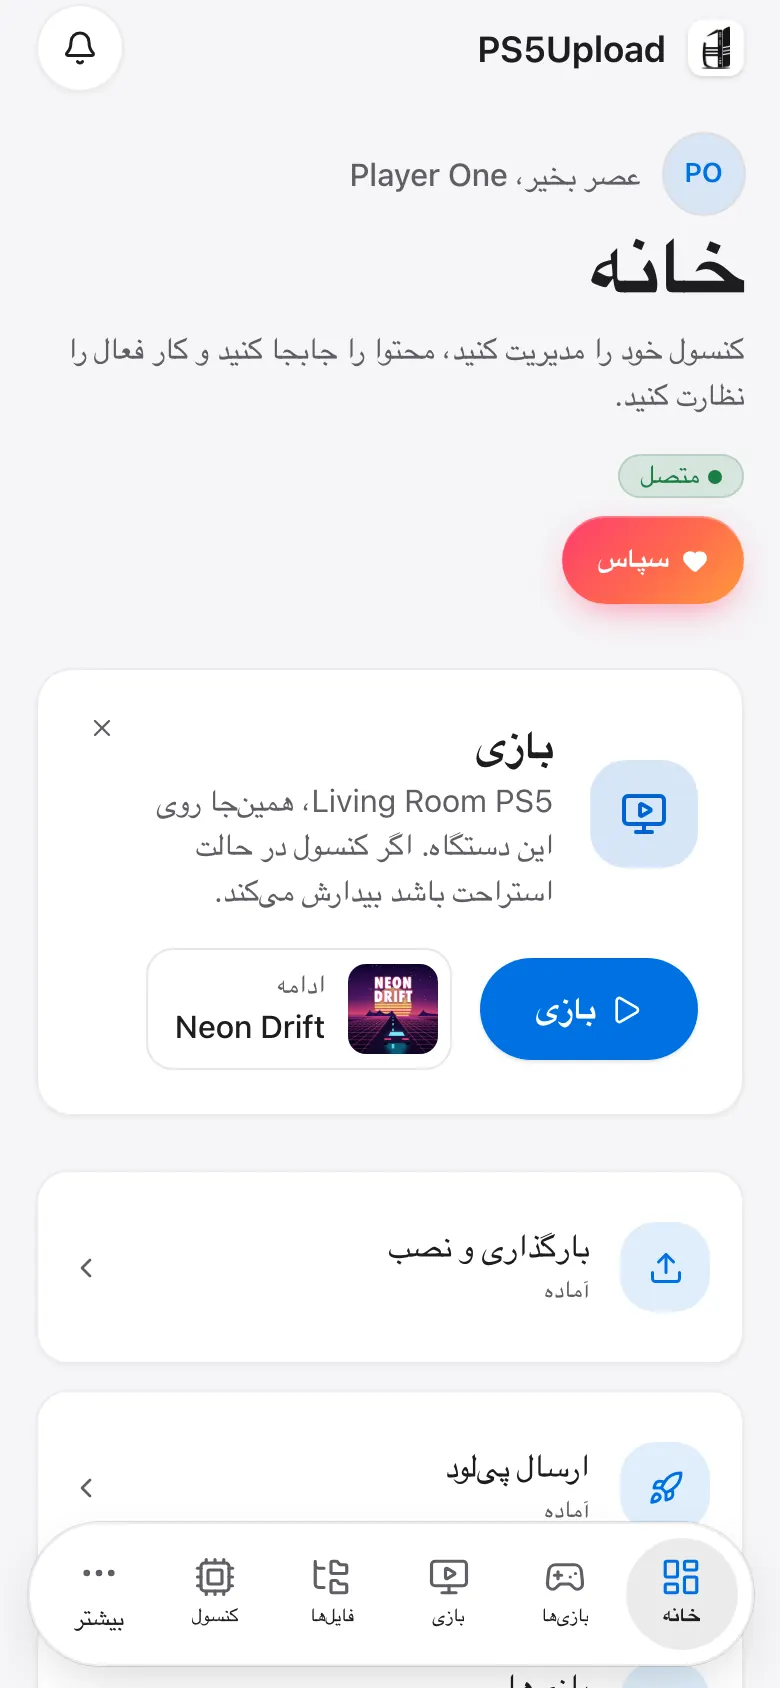 PS5Upload
PO
عصر بخیر، Player One
خانه
کنسول خود را مدیریت کنید، محتوا را جابجا کنید و کار فعال را
نظارت کنید.
متصل
سپاس
بازی
Living Room PS5، همین‌جا روی
این دستگاه. اگر کنسول در حالت
استراحت باشد بیدارش می‌کند.
بازی
NEON
DRIFT
ادامه
Neon Drift
بارگذاری و نصب
آماده
ارسال پی‌لود
آماده
خانه
بازی‌ها
بازی
فایل‌ها
کنسول
بیشتر